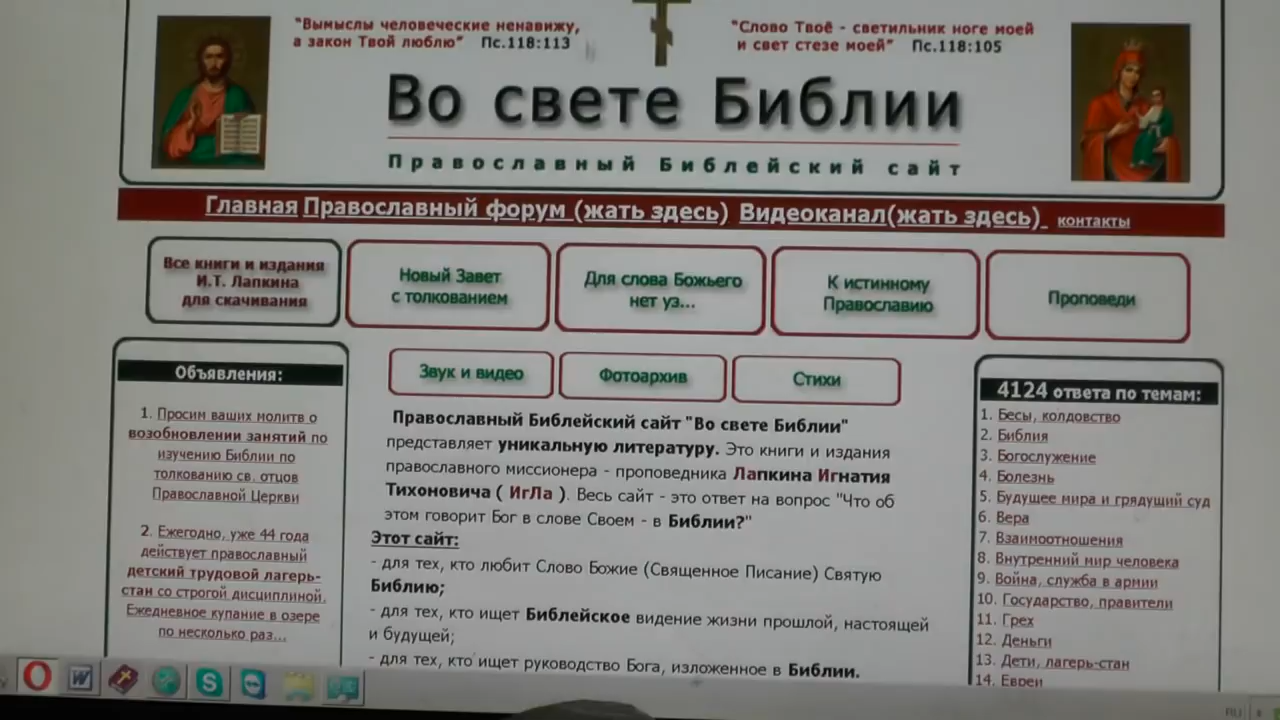 "Вымыслы человеческие ненавижу,
а закон Твой люблю" Пс.118:113
"Слово Твоё - светильник ноге моей
и свет стезе моей" Пс.118:105
Во свете Библии
Православный Библейский сайт
Главная Православный форум (жать здесь) Видеоканал(жать здесь) контакты
Все книги и издания
И.Т. Лапкина
для скачивания
Новый Завет
с толкованием
Для слова Божьего
нет уз...
К истинному
Православию
Проповеди
Звук и видео
Фотоархив
Стихи
Объявления:
1. Просим ваших молитв о
возобновлении занятий по
изучению Библии по
толкованию св. отцов
Православной Церкви
2. Ежегодно, уже 44 года
действует православный
детский трудовой лагерь-
стан со строгой дисциплиной.
Ежедневное купание в озере
по несколько раз...
Православный Библейский сайт "Во свете Библии"
представляет уникальную литературу. Это книги и издания
православного миссионера - проповедника Лапкина Игнатия
Тихоновича ( ИгЛа ). Весь сайт - это ответ на вопрос "Что об
этом говорит Бог в слове Своем - в Библии?"
Этот сайт:
- для тех, кто любит Слово Божие (Священное Писание) Святую
Библию;
- для тех, кто ищет Библейское видение жизни прошлой, настоящей
и будущей;
- для тех, кто ищет руководство Бога, изложенное в Библии.
4124 ответа по темам:
1. Бесы, колдовство
2. Библия
3. Богослужение
4. Болезнь
5. Будущее мира и грядущий суд
6. Вера
7. Взаимоотношения
8. Внутренний мир человека
9. Война, служба в армии
10. Государство, правители
11. Грех
12. Деньги
13. Дети, лагерь-стан
14. Евреи
RU